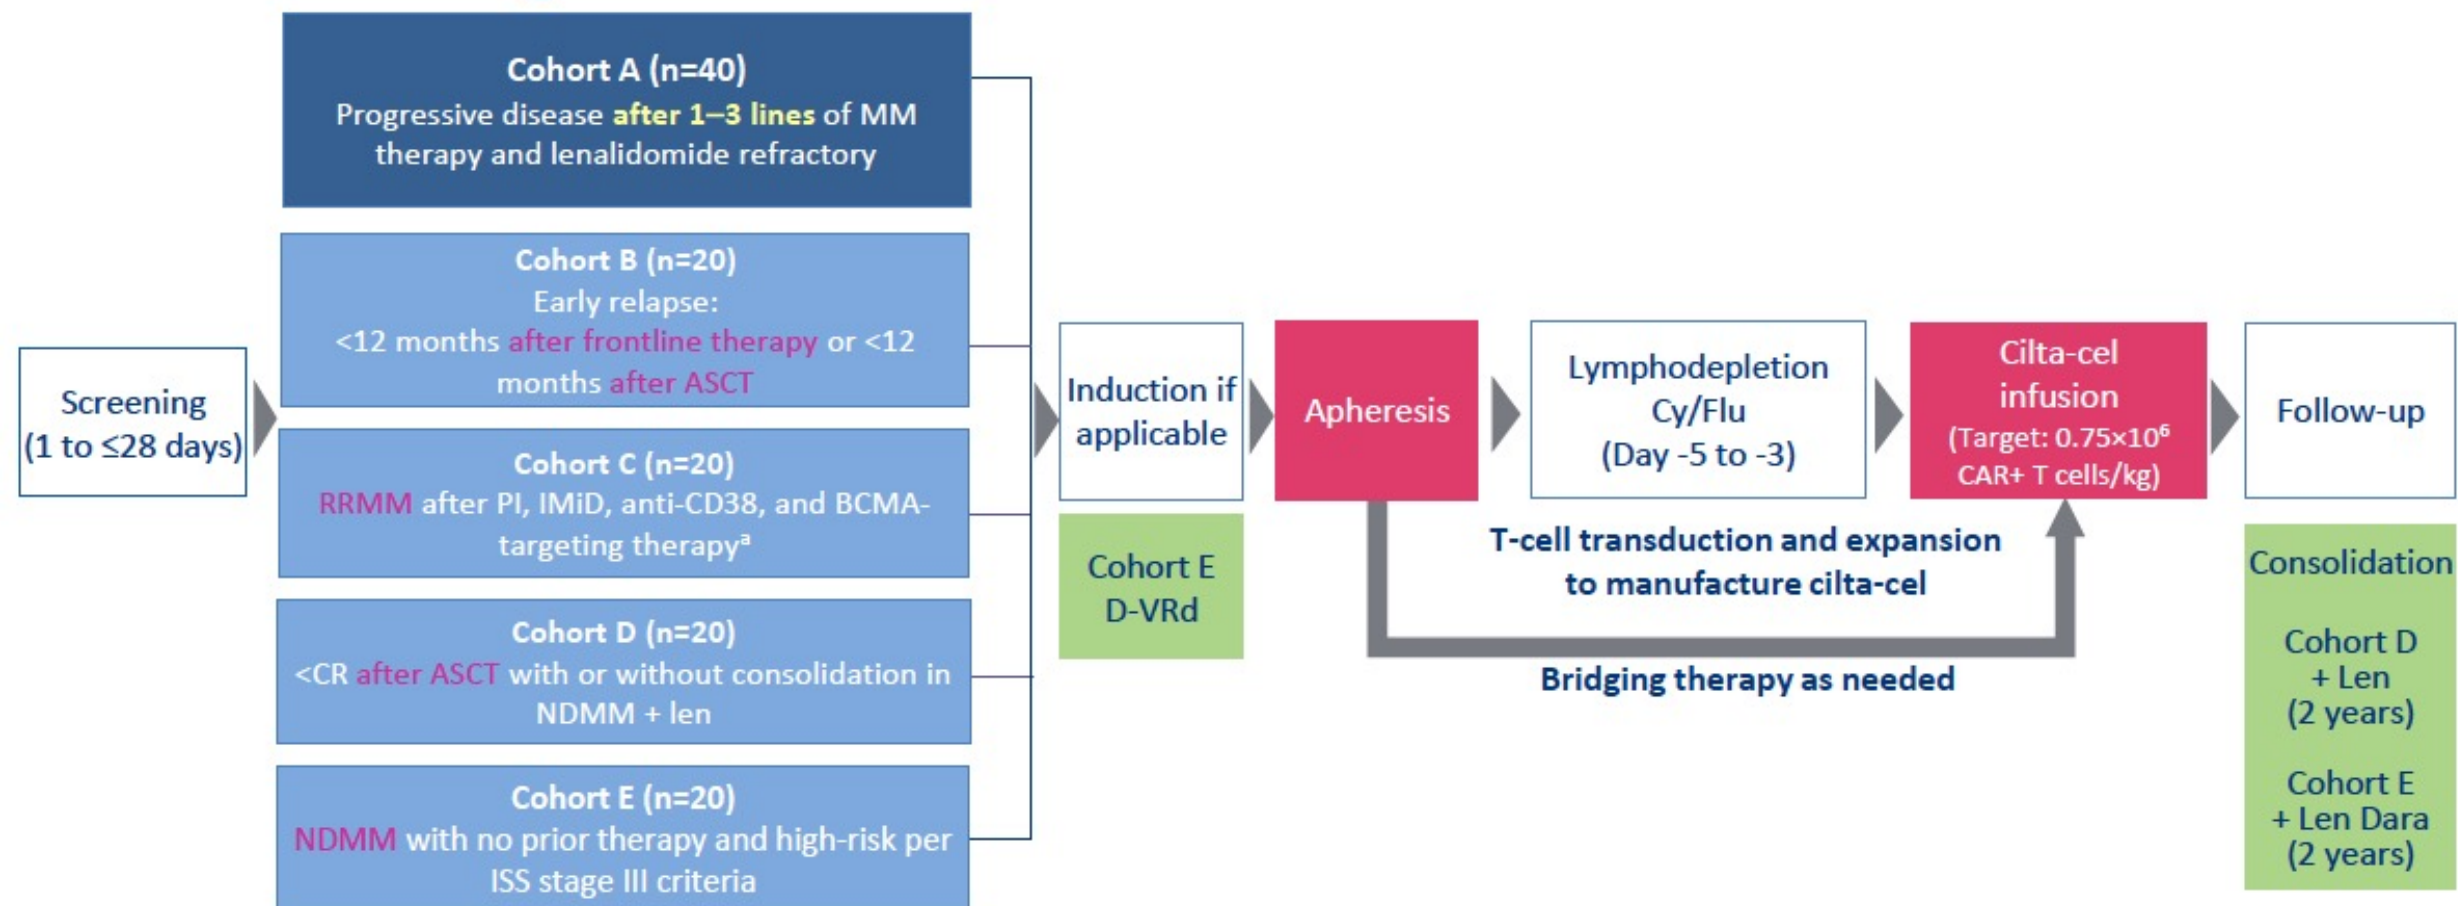 Screening
(1 to ≤28 days)
Cohort A (n=40)
Progressive disease after 1–3 lines of MM
therapy and lenalidomide refractory
Cohort B (n=20)
Early relapse:
<12 months after frontline therapy or <12
months after ASCT
Cohort C (n=20)
RRMM after PI, IMiD, anti-CD38, and BCMA-
targeting therapyᵃ
Cohort D (n=20)
<CR after ASCT with or without consolidation in
NDMM + len
Cohort E (n=20)
NDMM with no prior therapy and high-risk per
ISS stage III criteria
Induction if
applicable
Cohort E
D-VRd
Apheresis
Lymphodepletion
Cy/Flu
(Day -5 to -3)
T-cell transduction and expansion
to manufacture cilta-cel
Bridging therapy as needed
Cilta-cel
infusion
(Target: 0.75×10⁶
CAR+ T cells/kg)
Follow-up
Consolidation
Cohort D
+ Len
(2 years)
Cohort E
+ Len Dara
(2 years)